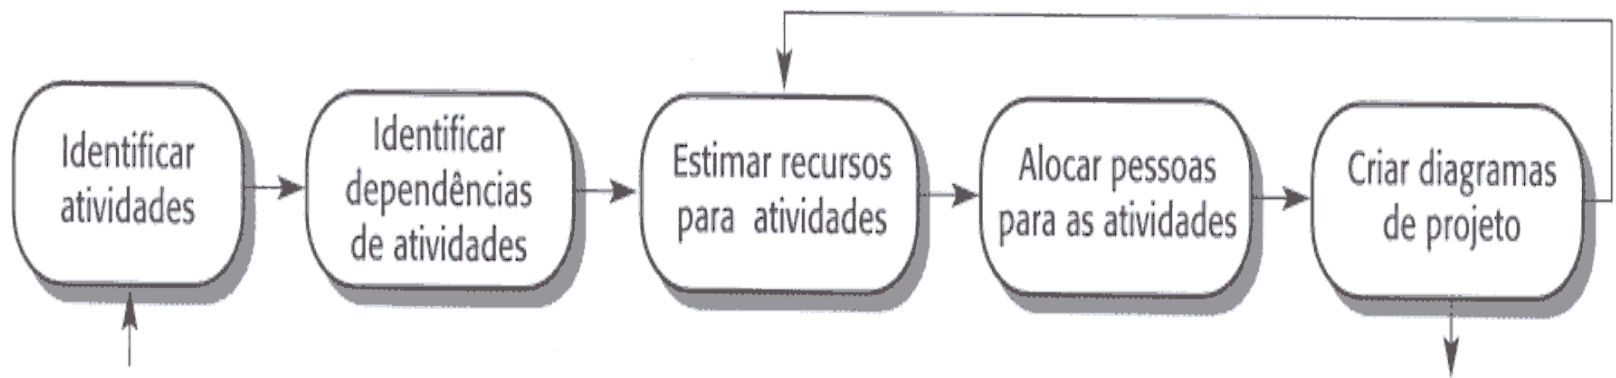 Identificar
atividades
Identificar
dependências
de atividades
Estimar recursos
para atividades
Alocar pessoas
para as atividades
Criar diagramas
de projeto